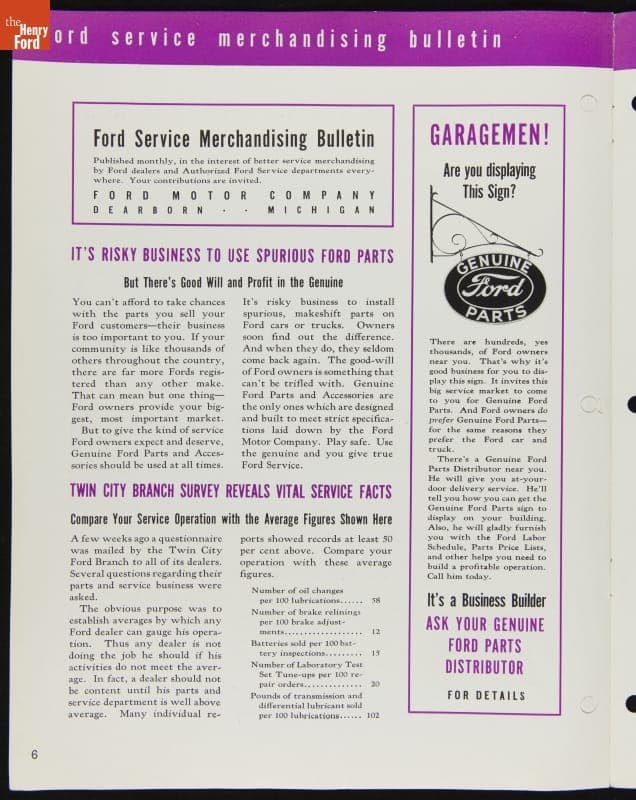 the
Henry
Ford
ord service merchandising bulletin
Ford Service Merchandising Bulletin
Published monthly, in the interest of better service merchandising
by Ford dealers and Authorized Ford Service departments every-
where. Your contributions are invited.
FORD MOTOR COMPANY
DEARBORN · · MICHIGAN
IT'S RISKY BUSINESS TO USE SPURIOUS FORD PARTS
But There's Good Will and Profit in the Genuine
You can't afford to take chances
with the parts you sell your
Ford customers—their business
is too important to you. If your
community is like thousands of
others throughout the country,
there are far more Fords regis-
tered than any other make.
That can mean but one thing—
Ford owners provide your big-
gest, most important market.
But to give the kind of service
Ford owners expect and deserve,
Genuine Ford Parts and Acces-
sories should be used at all times.
It's risky business to install
spurious, makeshift parts on
Ford cars or trucks. Owners
soon find out the difference.
And when they do, they seldom
come back again. The good-will
of Ford owners is something that
can't be trifled with. Genuine
Ford Parts and Accessories are
the only ones which are designed
and built to meet strict specifica-
tions laid down by the Ford
Motor Company. Play safe. Use
the genuine and you give true
Ford Service.
TWIN CITY BRANCH SURVEY REVEALS VITAL SERVICE FACTS
Compare Your Service Operation with the Average Figures Shown Here
A few weeks ago a questionnaire
was mailed by the Twin City
Ford Branch to all of its dealers.
Several questions regarding their
parts and service business were
asked.
The obvious purpose was to
establish averages by which any
Ford dealer can gauge his opera-
tion. Thus any dealer is not
doing the job he should if his
activities do not meet the aver-
age. In fact, a dealer should not
be content until his parts and
service department is well above
average. Many individual re-
ports showed records at least 50
per cent above. Compare your
operation with these average
figures.
Number of oil changes
per 100 lubrications...... 58
Number of brake relinings
per 100 brake adjust-
ments................... 12
Batteries sold per 100 bat-
tery inspections......... 15
Number of Laboratory Test
Set Tune-ups per 100 re-
pair orders.............. 20
Pounds of transmission and
differential lubricant sold
per 100 lubrications...... 102
GARAGEMEN!
Are you displaying
This Sign?
GENUINE
Ford
PARTS
There are hundreds, yes
thousands, of Ford owners
near you. That's why it's
good business for you to dis-
play this sign. It invites this
big service market to come
to you for Genuine Ford
Parts. And Ford owners do
prefer Genuine Ford Parts—
for the same reasons they
prefer the Ford car and
truck.
There's a Genuine Ford
Parts Distributor near you.
He will give you at-your-
door delivery service. He'll
tell you how you can get the
Genuine Ford Parts sign to
display on your building.
Also, he will gladly furnish
you with the Ford Labor
Schedule, Parts Price Lists,
and other helps you need to
build a profitable operation.
Call him today.
It's a Business Builder
ASK YOUR GENUINE
FORD PARTS
DISTRIBUTOR
FOR DETAILS
6